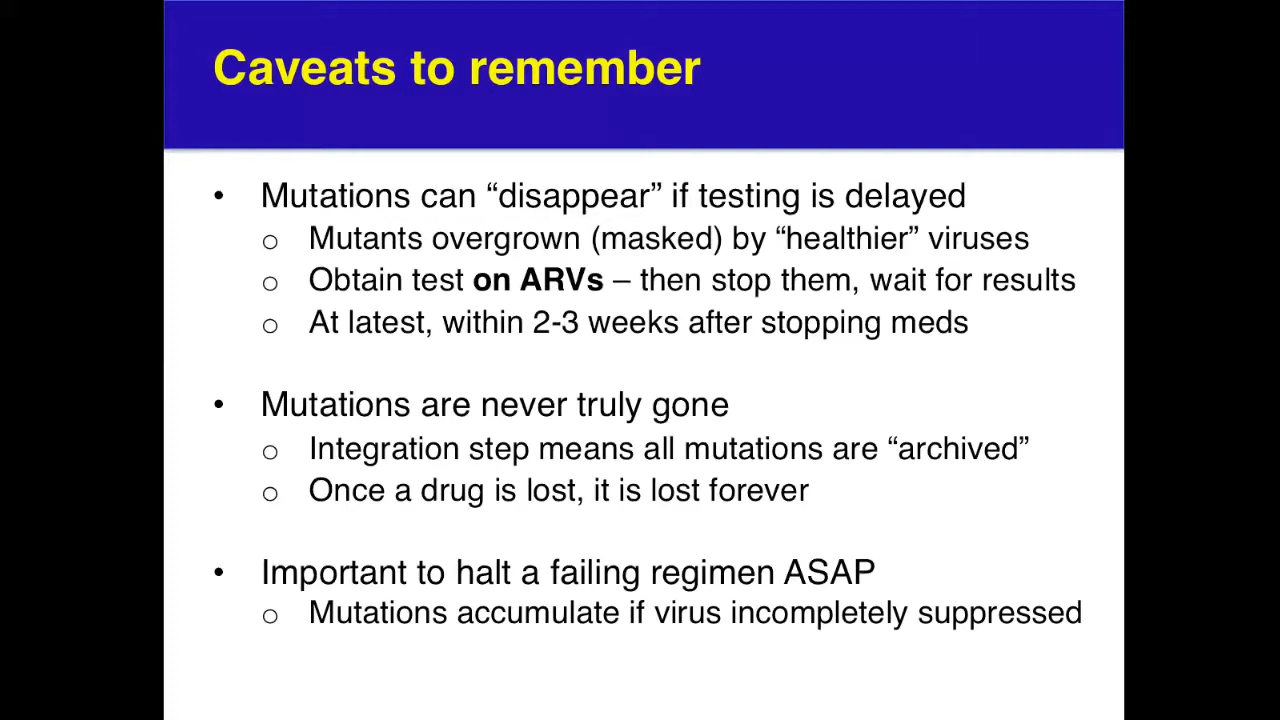 Caveats to remember
• Mutations can “disappear” if testing is delayed
o Mutants overgrown (masked) by “healthier” viruses
o Obtain test on ARVs – then stop them, wait for results
o At latest, within 2-3 weeks after stopping meds
• Mutations are never truly gone
o Integration step means all mutations are “archived”
o Once a drug is lost, it is lost forever
• Important to halt a failing regimen ASAP
o Mutations accumulate if virus incompletely suppressed